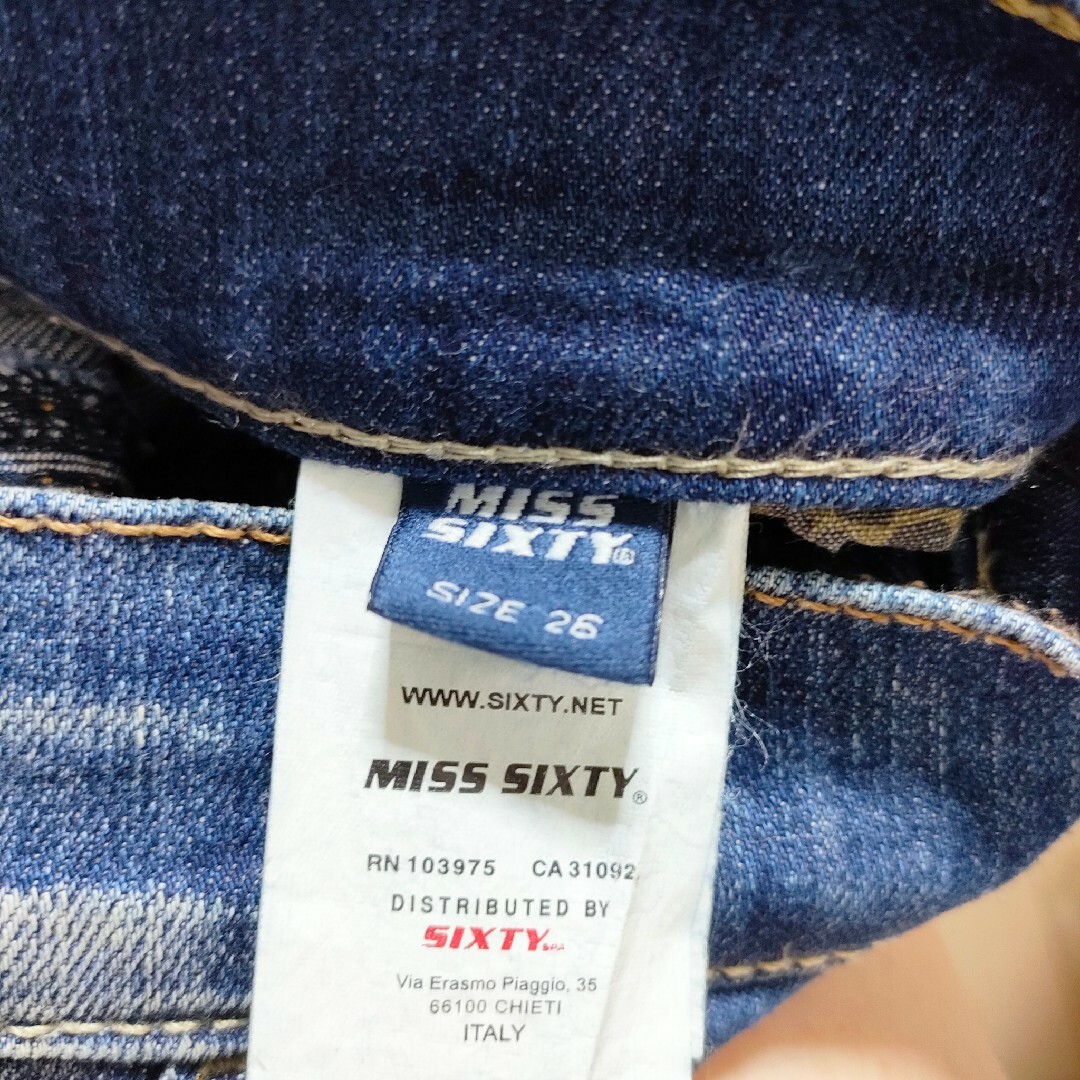 MISS
SIXTY®
SIZE 26
WWW.SIXTY.NET
MISS SIXTY®
RN 103975 CA 31092
DISTRIBUTED BY
SIXTY S.P.A
Via Erasmo Piaggio, 35
66100 CHIETI
ITALY